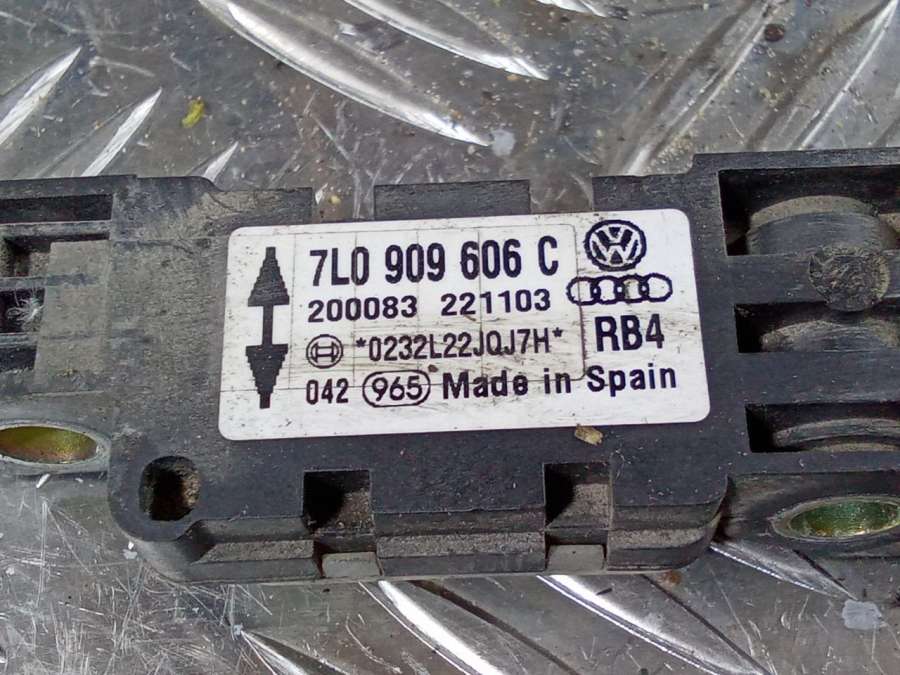 7L0 909 606 C
200083 221103
*0232L22JQJ7H* RB4
042 965 Made in Spain